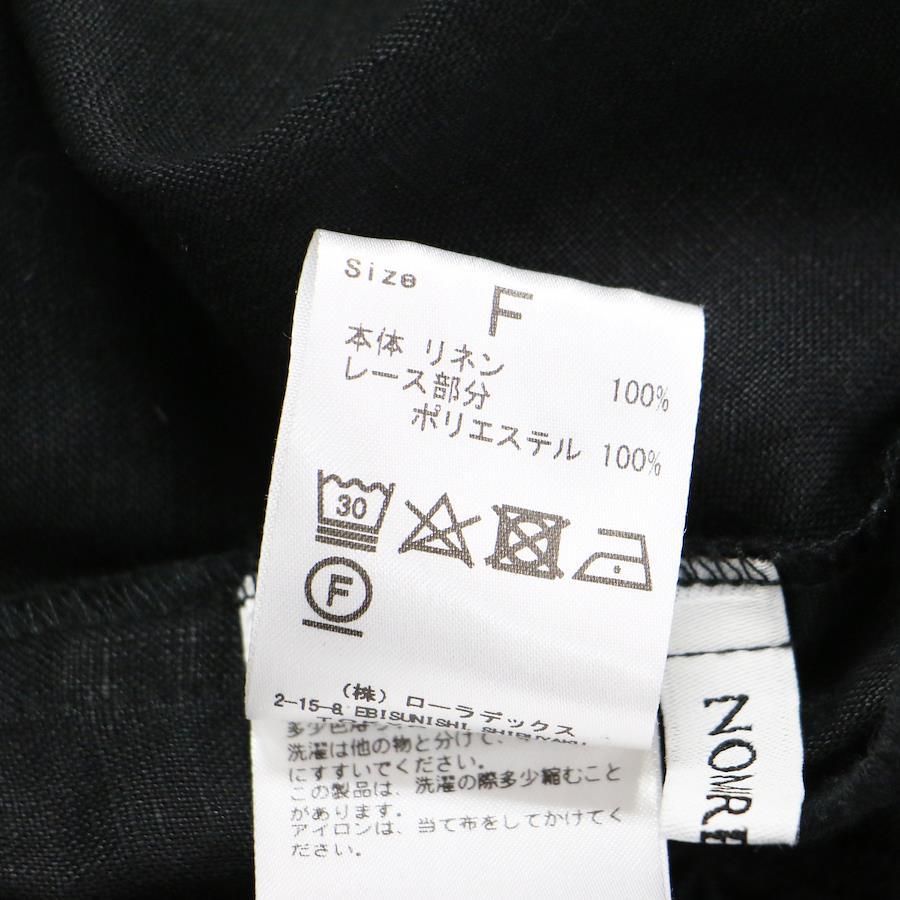 Size
F
本体 リネン 100%
レース部分
ポリエステル 100%
30
F
(株) ローラデックス
2-15-8, EBISUNISHI, SHIBUYAKU
洗濯は他の物と分けて、
にすすいでください。
この製品は、洗濯の際多少縮むこと
があります。
アイロンは、当て布をしてかけてく
ださい。